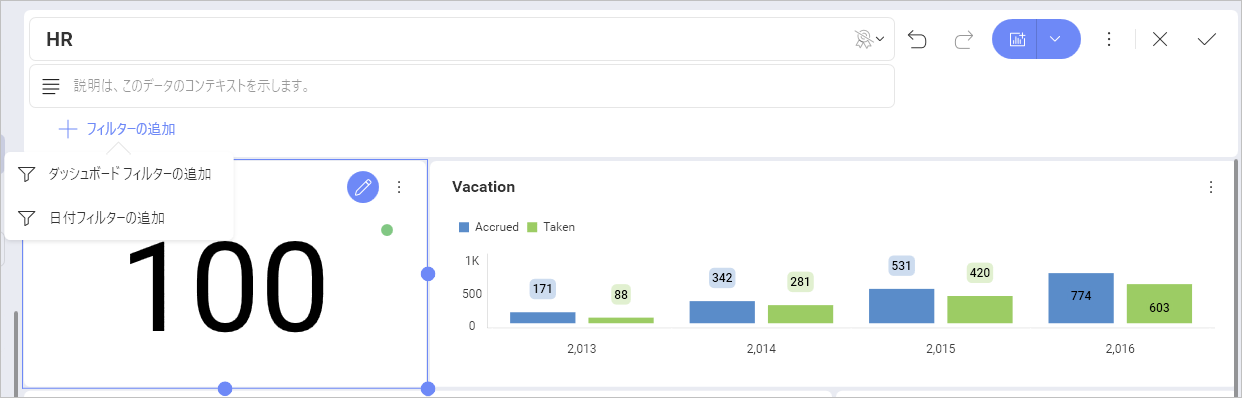 HR
説明は、このデータのコンテキストを示します。
フィルターの追加
ダッシュボード フィルターの追加
日付フィルターの追加
100
Vacation
Accrued Taken
1K
500
0
171 88 342 281 531 420 774 603
2,013 2,014 2,015 2,016